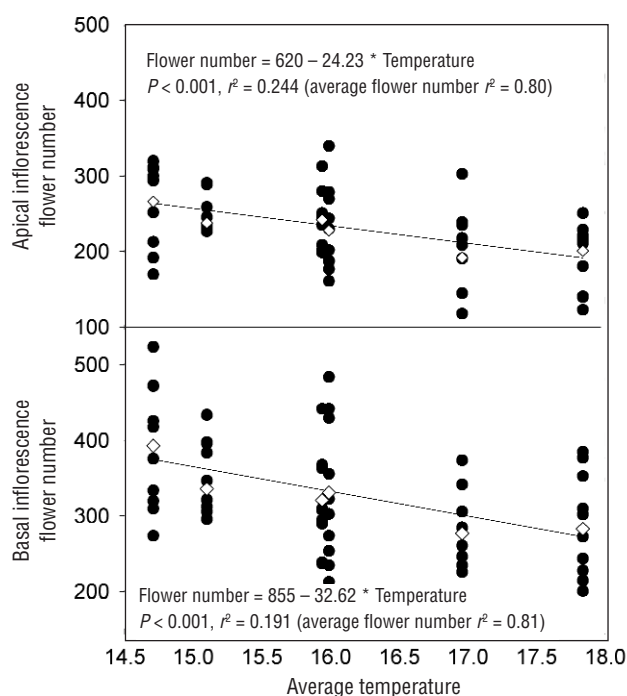 500
Flower number = 620 – 24.23 * Temperature
P < 0.001, r² = 0.244 (average flower number r² = 0.80)
400
300
200
100
Apical inflorescence
flower number
500
400
300
200
Basal inflorescence
flower number
Flower number = 855 – 32.62 * Temperature
P < 0.001, r² = 0.191 (average flower number r² = 0.81)
14.5 15.0 15.5 16.0 16.5 17.0 17.5 18.0
Average temperature